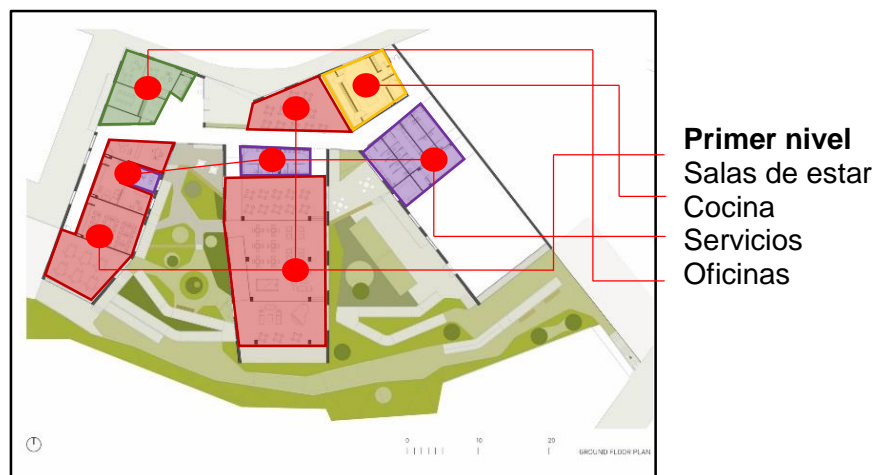 Primer nivel
Salas de estar
Cocina
Servicios
Oficinas
0 10 20
GROUND FLOOR PLAN